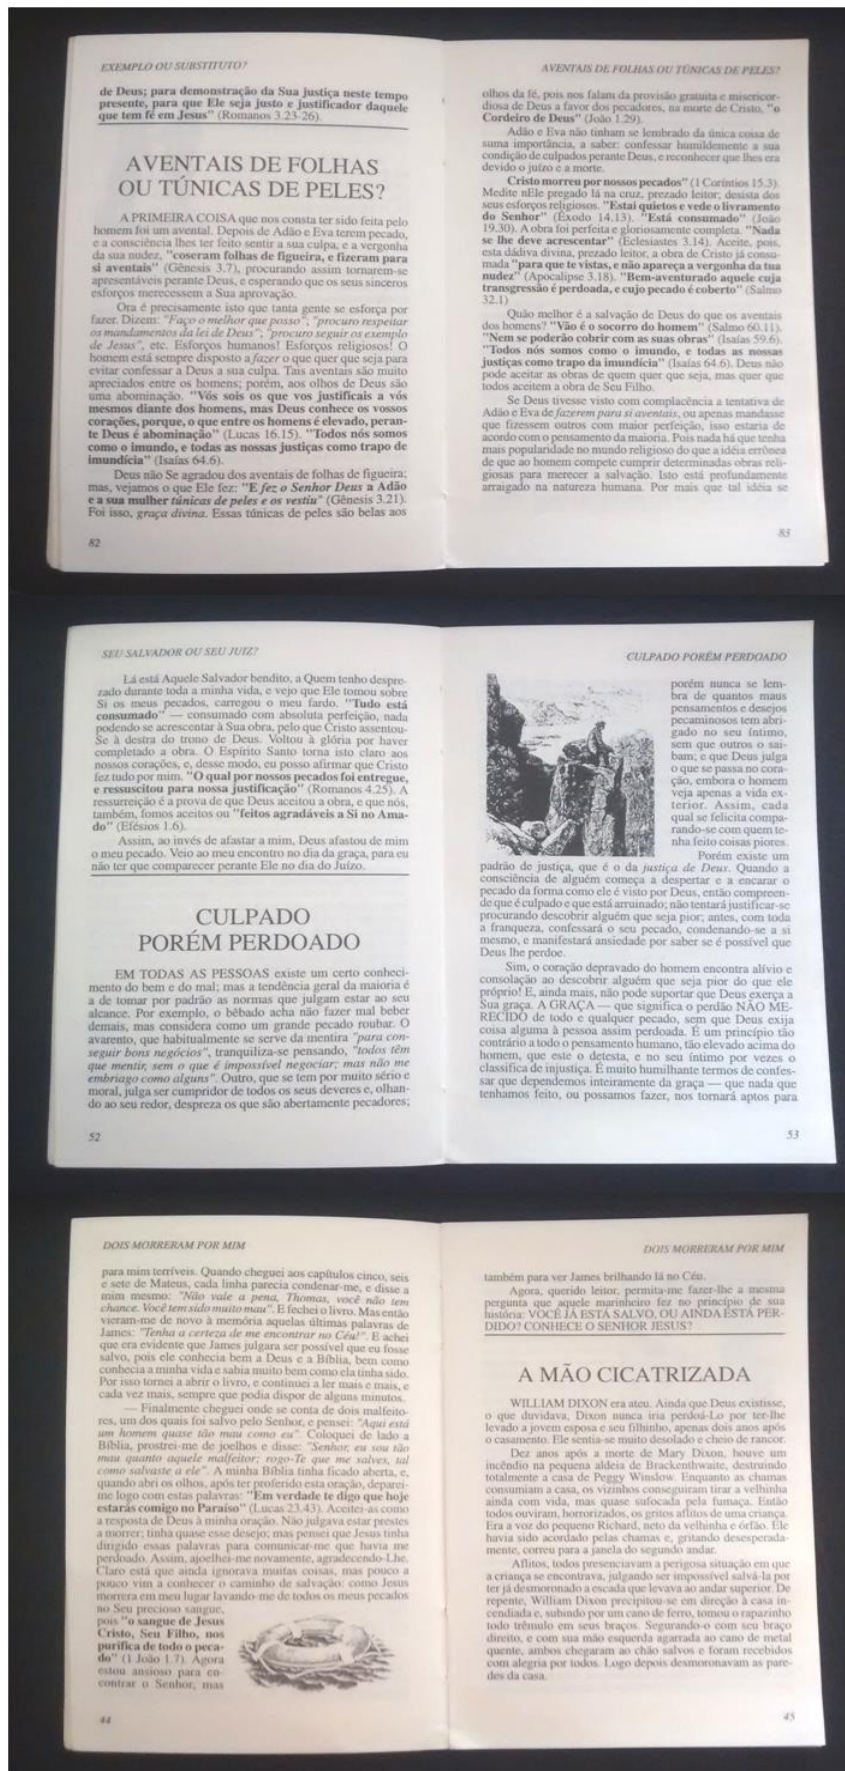 EXEMPLO OU SUBSTITUTO?
de Deus; para demonstração da Sua justiça neste tempo
presente, para que Ele seja justo e justificador daquele
que tem fé em Jesus" (Romanos 3.23-26).
AVENTAIS DE FOLHAS
OU TÚNICAS DE PELES?
A PRIMEIRA COISA que nos consta ter sido feita pelo
homem foi um avental. Depois de Adão e Eva terem pecado,
e a consciência lhes ter feito sentir a sua culpa, e a vergonha
da sua nudez, "coseram folhas de figueira, e fizeram para
si aventais" (Gênesis 3.7), procurando assim tornarem-se
apresentáveis perante Deus, e esperando que os seus sinceros
esforços merecessem a Sua aprovação.
Ora é precisamente isto que tanta gente se esforça por
fazer. Dizem: "Faço o melhor que posso"; "procuro respeitar
os mandamentos da lei de Deus"; "procuro seguir os exemplo
de Jesus", etc. Esforços humanos! Esforços religiosos! O
homem está sempre disposto a fazer o que quer que seja para
evitar confessar a Deus a sua culpa. Tais aventais são muito
apreciados entre os homens; porém, aos olhos de Deus são
uma abominação. "Vós sois os que vos justificais a vós
mesmos diante dos homens, mas Deus conhece os vossos
corações, porque, o que entre os homens é elevado, peran-
te Deus é abominação" (Lucas 16.15). "Todos nós somos
como o imundo, e todas as nossas justiças como trapo de
imundícia" (Isaías 64.6).
Deus não Se agradou dos aventais de folhas de figueira;
mas, vejamos o que Ele fez: "E fez o Senhor Deus a Adão
e a sua mulher túnicas de peles e os vestiu" (Gênesis 3.21).
Foi isso, graça divina. Essas túnicas de peles são belas aos
82
AVENTAIS DE FOLHAS OU TÚNICAS DE PELES?
olhos da fé, pois nos falam da provisão gratuita e misericor-
diosa de Deus a favor dos pecadores, na morte de Cristo, "o
Cordeiro de Deus" (João 1.29).
Adão e Eva não tinham se lembrado da única coisa de
suma importância, a saber: confessar humildemente a sua
condição de culpados perante Deus, e reconhecer que lhes era
devido o juízo e a morte.
Cristo morreu por nossos pecados" (1 Coríntios 15.3).
Medite nEle pregado lá na cruz, prezado leitor; desista dos
seus esforços religiosos. "Estai quietos e vede o livramento
do Senhor" (Êxodo 14.13). "Está consumado" (João
19.30). A obra foi perfeita e gloriosamente completa. "Nada
se lhe deve acrescentar" (Eclesiastes 3.14). Aceite, pois,
esta dádiva divina, prezado leitor, a obra de Cristo já consu-
mada "para que te vistas, e não apareça a vergonha da tua
nudez" (Apocalipse 3.18). "Bem-aventurado aquele cuja
transgressão é perdoada, e cujo pecado é coberto" (Salmo
32.1)
Quão melhor é a salvação de Deus do que os aventais
dos homens? "Vão é o socorro do homem" (Salmo 60.11).
"Nem se poderão cobrir com as suas obras" (Isaías 59.6).
"Todos nós somos como o imundo, e todas as nossas
justiças como trapo da imundícia" (Isaías 64.6). Deus não
pode aceitar as obras de quem quer que seja, mas quer que
todos aceitem a obra de Seu Filho.
Se Deus tivesse visto com complacência a tentativa de
Adão e Eva de fazerem para si aventais, ou apenas mandasse
que fizessem outros com maior perfeição, isso estaria de
acordo com o pensamento da maioria. Pois nada há que tenha
mais popularidade no mundo religioso do que a idéia errônea
de que ao homem compete cumprir determinadas obras reli-
giosas para merecer a salvação. Isto está profundamente
arraigado na natureza humana. Por mais que tal idéia se
83
SEU SALVADOR OU SEU JUIZ?
Lá está Aquele Salvador bendito, a Quem tenho despre-
zado durante toda a minha vida, e vejo que Ele tomou sobre
Si os meus pecados, carregou o meu fardo. "Tudo está
consumado" — consumado com absoluta perfeição, nada
podendo se acrescentar à Sua obra, pelo que Cristo assentou-
Se à destra do trono de Deus. Voltou à glória por haver
completado a obra. O Espírito Santo torna isto claro aos
nossos corações, e, desse modo, eu posso afirmar que Cristo
fez tudo por mim. "O qual por nossos pecados foi entregue,
e ressuscitou para nossa justificação" (Romanos 4.25). A
ressurreição é a prova de que Deus aceitou a obra, e que nós,
também, fomos aceitos ou "feitos agradáveis a Si no Ama-
do" (Efésios 1.6).
Assim, ao invés de afastar a mim, Deus afastou de mim
o meu pecado. Veio ao meu encontro no dia da graça, para eu
não ter que comparecer perante Ele no dia do Juízo.
CULPADO
PORÉM PERDOADO
EM TODAS AS PESSOAS existe um certo conheci-
mento do bem e do mal; mas a tendência geral da maioria é
a de tomar por padrão as normas que julgam estar ao seu
alcance. Por exemplo, o bêbado acha não fazer mal beber
demais, mas considera como um grande pecado roubar. O
avarento, que habitualmente se serve da mentira "para con-
seguir bons negócios", tranquiliza-se pensando, "todos têm
que mentir, sem o que é impossível negociar; mas não me
embriago como alguns". Outro, que se tem por muito sério e
moral, julga ser cumpridor de todos os seus deveres e, olhan-
do ao seu redor, despreza os que são abertamente pecadores;
52
CULPADO PORÉM PERDOADO
porém nunca se lem-
bra de quantos maus
pensamentos e desejos
pecaminosos tem abri-
gado no seu íntimo,
sem que outros o sai-
bam; e que Deus julga
o que se passa no cora-
ção, embora o homem
veja apenas a vida ex-
terior. Assim, cada
qual se felicita compa-
rando-se com quem te-
nha feito coisas piores.
Porém existe um
padrão de justiça, que é o da justiça de Deus. Quando a
consciência de alguém começa a despertar e a encarar o
pecado da forma como ele é visto por Deus, então compreen-
de que é culpado e que está arruinado; não tentará justificar-se
procurando descobrir alguém que seja pior; antes, com toda
a franqueza, confessará o seu pecado, condenando-se a si
mesmo, e manifestará ansiedade por saber se é possível que
Deus lhe perdoe.
Sim, o coração depravado do homem encontra alívio e
consolação ao descobrir alguém que seja pior do que ele
próprio! E, ainda mais, não pode suportar que Deus exerça a
Sua graça. A GRAÇA — que significa o perdão NÃO ME-
RECIDO de todo e qualquer pecado, sem que Deus exija
coisa alguma à pessoa assim perdoada. É um princípio tão
contrário a todo o pensamento humano, tão elevado acima do
homem, que este o detesta, e no seu íntimo por vezes o
classifica de injustiça. É muito humilhante termos de confes-
sar que dependemos inteiramente da graça — que nada que
tenhamos feito, ou possamos fazer, nos tornará aptos para
53
DOIS MORRERAM POR MIM
para mim terríveis. Quando cheguei aos capítulos cinco, seis
e sete de Mateus, cada linha parecia condenar-me, e disse a
mim mesmo: "Não vale a pena, Thomas, você não tem
chance. Você tem sido muito mau". E fechei o livro. Mas então
vieram-me de novo à memória aquelas últimas palavras de
James: "Tenha a certeza de me encontrar no Céu!". E achei
que era evidente que James julgara ser possível que eu fosse
salvo, pois ele conhecia bem a Deus e a Bíblia, bem como
conhecia a minha vida e sabia muito bem como ela tinha sido.
Por isso tornei a abrir o livro, e continuei a ler mais e mais, e
cada vez mais, sempre que podia dispor de alguns minutos.
— Finalmente cheguei onde se conta de dois malfeito-
res, um dos quais foi salvo pelo Senhor, e pensei: "Aqui está
um homem quase tão mau como eu". Coloquei de lado a
Bíblia, prostrei-me de joelhos e disse: "Senhor, eu sou tão
mau quanto aquele malfeitor; rogo-Te que me salves, tal
como salvaste a ele". A minha Bíblia tinha ficado aberta, e,
quando abri os olhos, após ter proferido esta oração, deparei-
me logo com estas palavras: "Em verdade te digo que hoje
estarás comigo no Paraíso" (Lucas 23.43). Aceitei-as como
a resposta de Deus à minha oração. Não julgava estar prestes
a morrer; tinha quase esse desejo; mas pensei que Jesus tinha
dirigido essas palavras para comunicar-me que havia me
perdoado. Assim, ajoelhei-me novamente, agradecendo-Lhe.
Claro está que ainda ignorava muitas coisas, mas pouco a
pouco vim a conhecer o caminho de salvação: como Jesus
morrera em meu lugar lavando-me de todos os meus pecados
no Seu precioso sangue,
pois "o sangue de Jesus
Cristo, Seu Filho, nos
purifica de todo o peca-
do" (1 João 1.7). Agora
estou ansioso para en-
contrar o Senhor, mas
44
DOIS MORRERAM POR MIM
também para ver James brilhando lá no Céu.
Agora, querido leitor, permita-me fazer-lhe a mesma
pergunta que aquele marinheiro fez no princípio de sua
história: VOCÊ JÁ ESTÁ SALVO, OU AINDA ESTÁ PER-
DIDO? CONHECE O SENHOR JESUS?
A MÃO CICATRIZADA
WILLIAM DIXON era ateu. Ainda que Deus existisse,
o que duvidava, Dixon nunca iria perdoá-Lo por ter-lhe
levado a jovem esposa e seu filhinho, apenas dois anos após
o casamento. Ele sentia-se muito desolado e cheio de rancor.
Dez anos após a morte de Mary Dixon, houve um
incêndio na pequena aldeia de Brackenthwaite, destruindo
totalmente a casa de Peggy Winslow. Enquanto as chamas
consumiam a casa, os vizinhos conseguiram tirar a velhinha
ainda com vida, mas quase sufocada pela fumaça. Então
todos ouviram, horrorizados, os gritos aflitos de uma criança.
Era a voz do pequeno Richard, neto da velhinha e órfão. Ele
havia sido acordado pelas chamas e, gritando desesperada-
mente, correu para a janela do segundo andar.
Aflitos, todos presenciavam a perigosa situação em que
a criança se encontrava, julgando ser impossível salvá-la por
ter já desmoronado a escada que levava ao andar superior. De
repente, William Dixon precipitou-se em direção à casa in-
cendiada e, subindo por um cano de ferro, tomou o rapazinho
todo trêmulo em seus braços. Segurando-o com seu braço
direito, e com sua mão esquerda agarrada ao cano de metal
quente, ambos chegaram ao chão salvos e foram recebidos
com alegria por todos. Logo depois desmoronavam as pare-
des da casa.
45